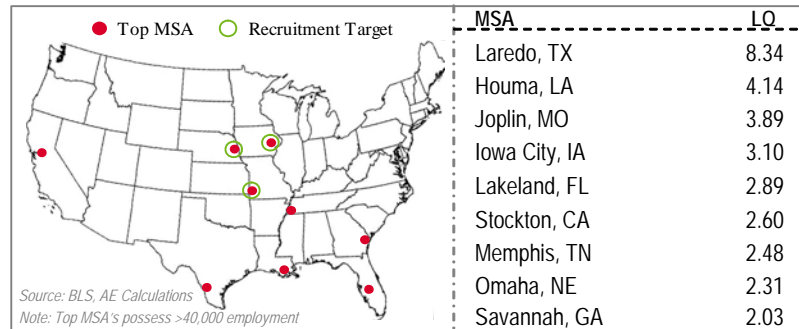 Top MSA
Recruitment Target
Source: BLS, AE Calculations
Note: Top MSA's possess >40,000 employment
MSA LQ
Laredo, TX 8.34
Houma, LA 4.14
Joplin, MO 3.89
Iowa City, IA 3.10
Lakeland, FL 2.89
Stockton, CA 2.60
Memphis, TN 2.48
Omaha, NE 2.31
Savannah, GA 2.03